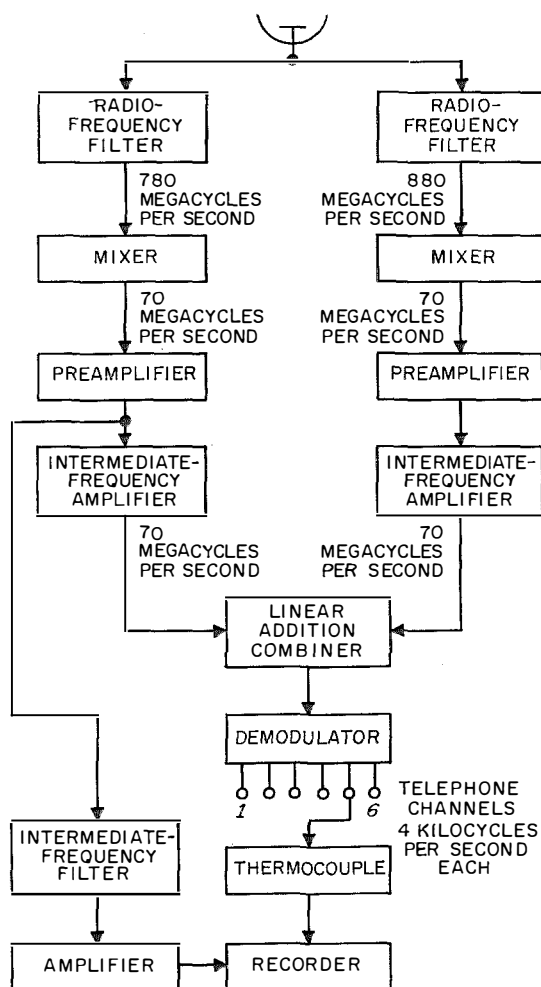 RADIO-
FREQUENCY
FILTER
RADIO-
FREQUENCY
FILTER
780
MEGACYCLES
PER SECOND
880
MEGACYCLES
PER SECOND
MIXER
MIXER
70
MEGACYCLES
PER SECOND
70
MEGACYCLES
PER SECOND
PREAMPLIFIER
PREAMPLIFIER
INTERMEDIATE-
FREQUENCY
AMPLIFIER
INTERMEDIATE-
FREQUENCY
AMPLIFIER
70
MEGACYCLES
PER SECOND
70
MEGACYCLES
PER SECOND
LINEAR
ADDITION
COMBINER
DEMODULATOR
1 6
TELEPHONE
CHANNELS
4 KILOCYCLES
PER SECOND
EACH
INTERMEDIATE-
FREQUENCY
FILTER
THERMOCOUPLE
AMPLIFIER
RECORDER